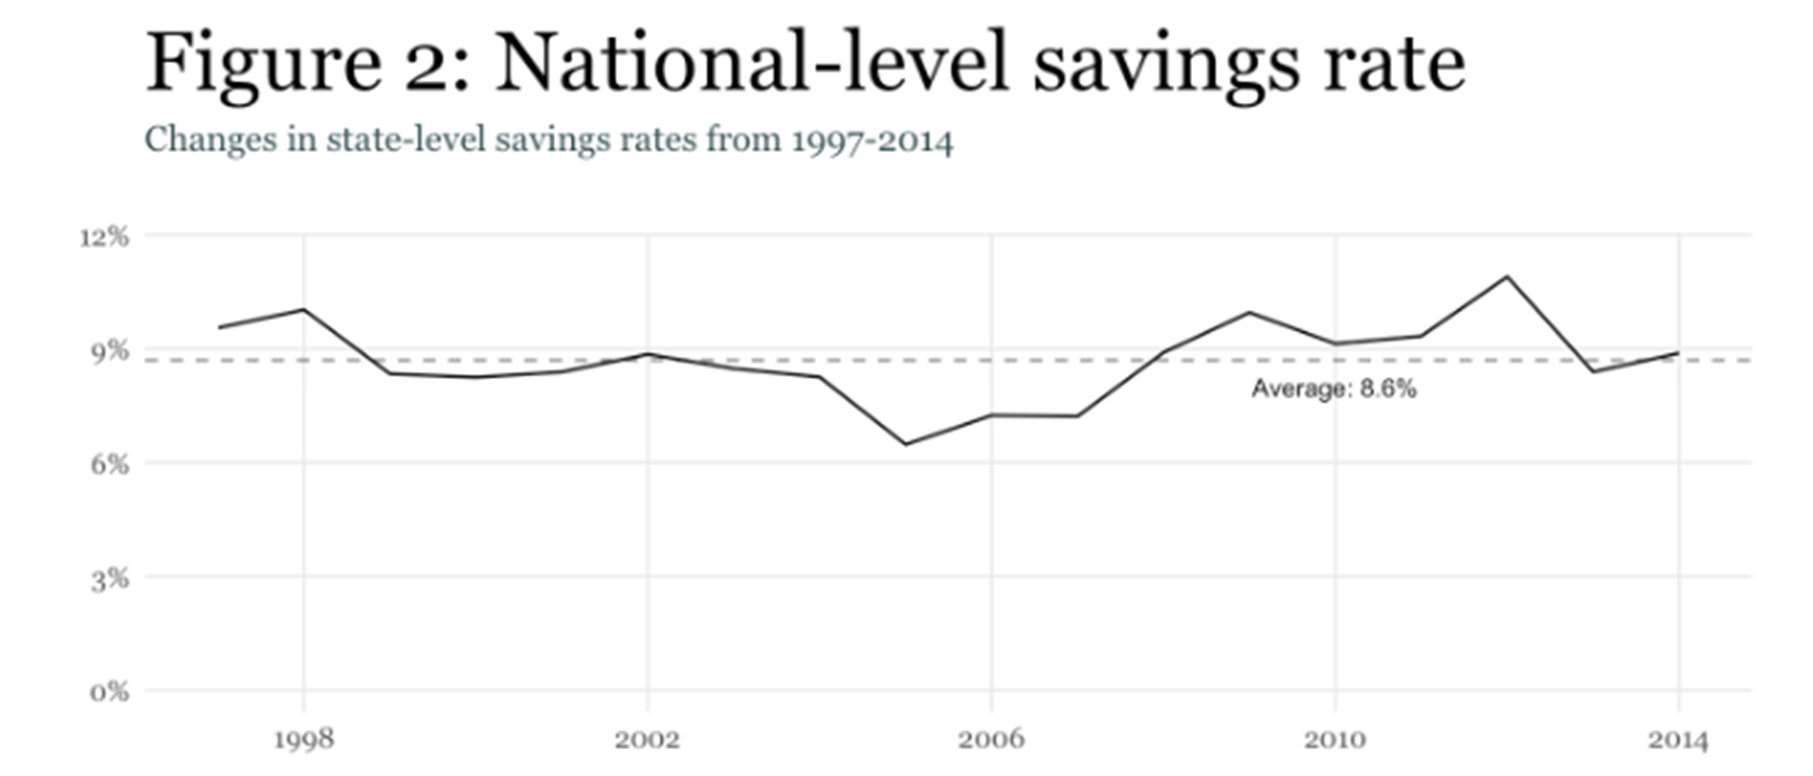 Figure 2: National-level savings rate
Changes in state-level savings rates from 1997-2014
12%
9%
Average: 8.6%
6%
3%
0%
1998 2002 2006 2010 2014